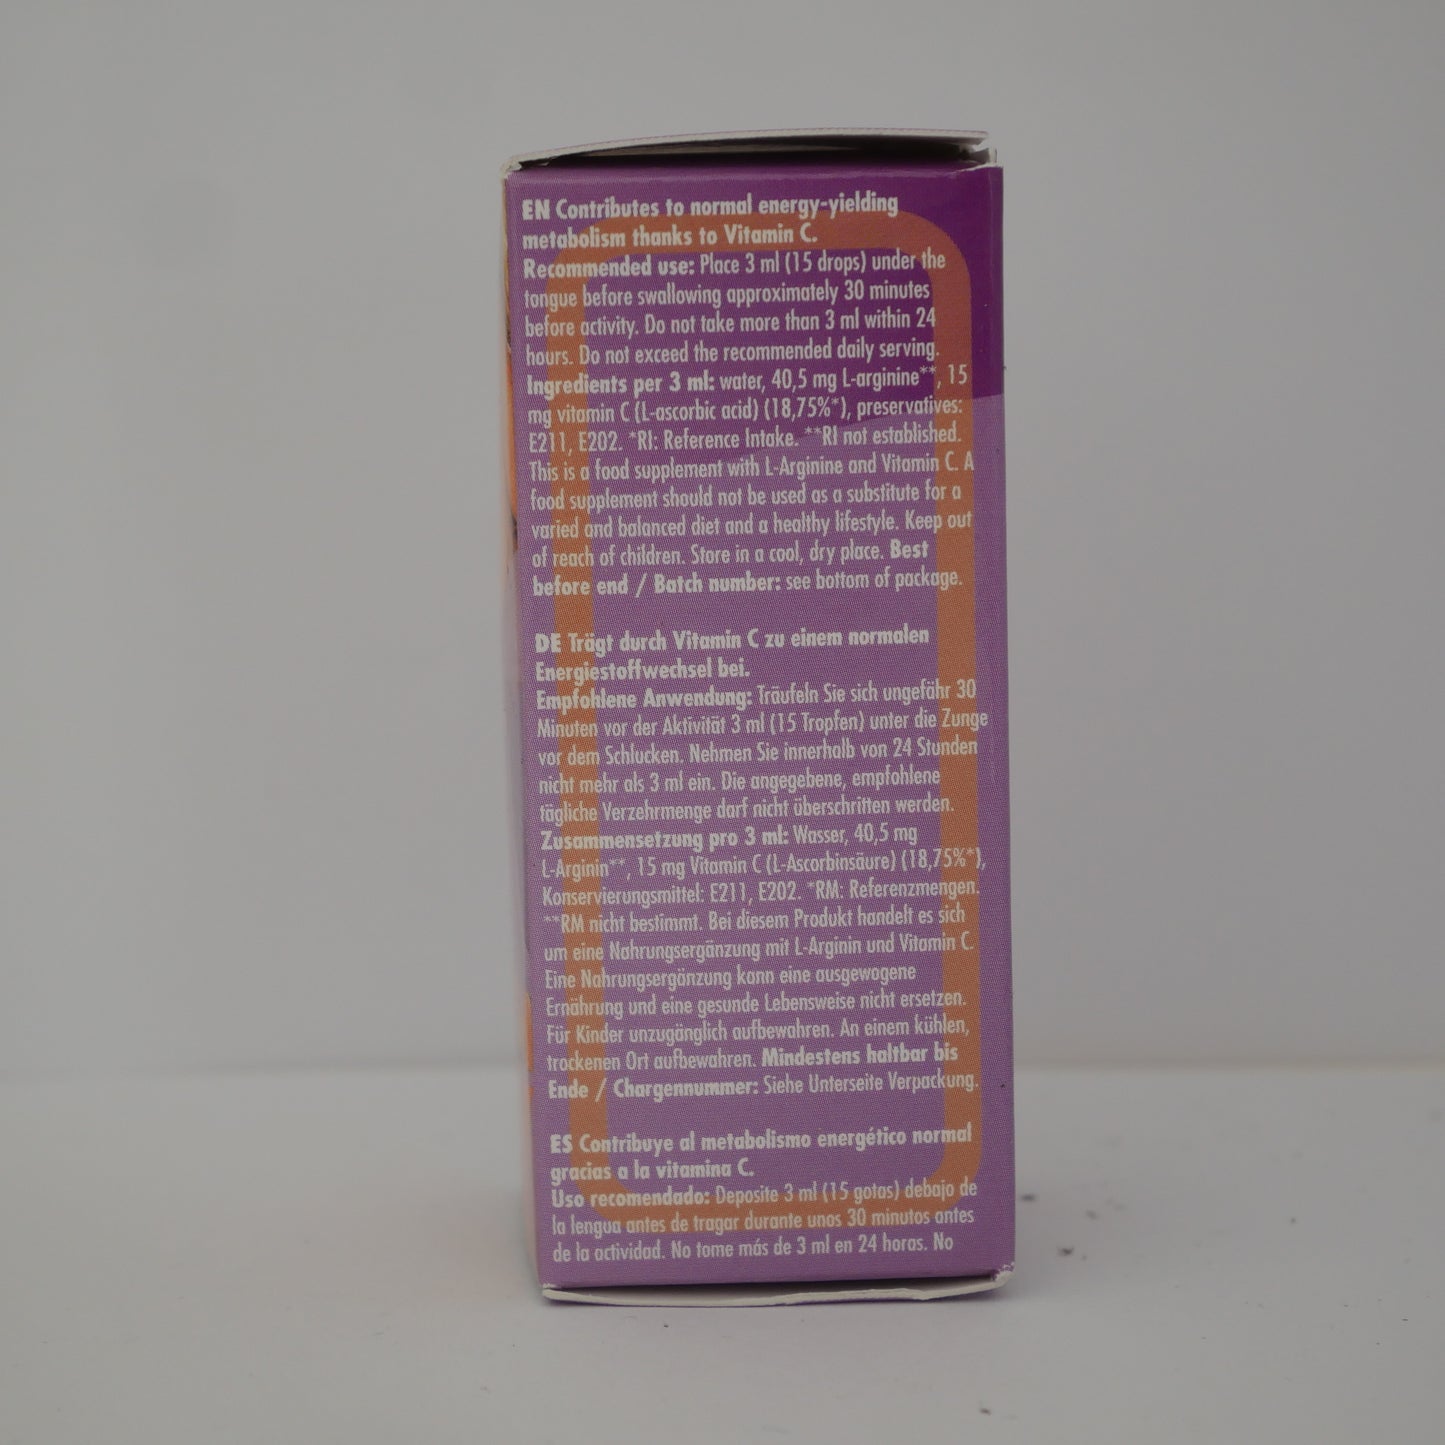 EN Contributes to normal energy-yielding
metabolism thanks to Vitamin C.
Recommended use: Place 3 ml (15 drops) under the
tongue before swallowing approximately 30 minutes
before activity. Do not take more than 3 ml within 24
hours. Do not exceed the recommended daily serving.
Ingredients per 3 ml: water, 40,5 mg L-arginine**, 15
mg vitamin C (L-ascorbic acid) (18,75%*), preservatives:
E211, E202. *RI: Reference Intake. **RI not established.
This is a food supplement with L-Arginine and Vitamin C. A
food supplement should not be used as a substitute for a
varied and balanced diet and a healthy lifestyle. Keep out
of reach of children. Store in a cool, dry place. Best
before end / Batch number: see bottom of package.
DE Trägt durch Vitamin C zu einem normalen
Energiestoffwechsel bei.
Empfohlene Anwendung: Träufeln Sie sich ungefähr 30
Minuten vor der Aktivität 3 ml (15 Tropfen) unter die Zunge
vor dem Schlucken. Nehmen Sie innerhalb von 24 Stunden
nicht mehr als 3 ml ein. Die angegebene, empfohlene
tägliche Verzehrmenge darf nicht überschritten werden.
Zusammensetzung pro 3 ml: Wasser, 40,5 mg
L-Arginin**, 15 mg Vitamin C (L-Ascorbinsäure) (18,75%*),
Konservierungsmittel: E211, E202. *RM: Referenzmengen.
**RM nicht bestimmt. Bei diesem Produkt handelt es sich
um eine Nahrungsergänzung mit L-Arginin und Vitamin C.
Eine Nahrungsergänzung kann eine ausgewogene
Ernährung und eine gesunde Lebensweise nicht ersetzen.
Für Kinder unzugänglich aufbewahren. An einem kühlen,
trockenen Ort aufbewahren. Mindestens haltbar bis
Ende / Chargennummer: Siehe Unterseite Verpackung.
ES Contribuye al metabolismo energético normal
gracias a la vitamina C.
Uso recomendado: Deposite 3 ml (15 gotas) debajo de
la lengua antes de tragar durante unos 30 minutos antes
de la actividad. No tome más de 3 ml en 24 horas. No